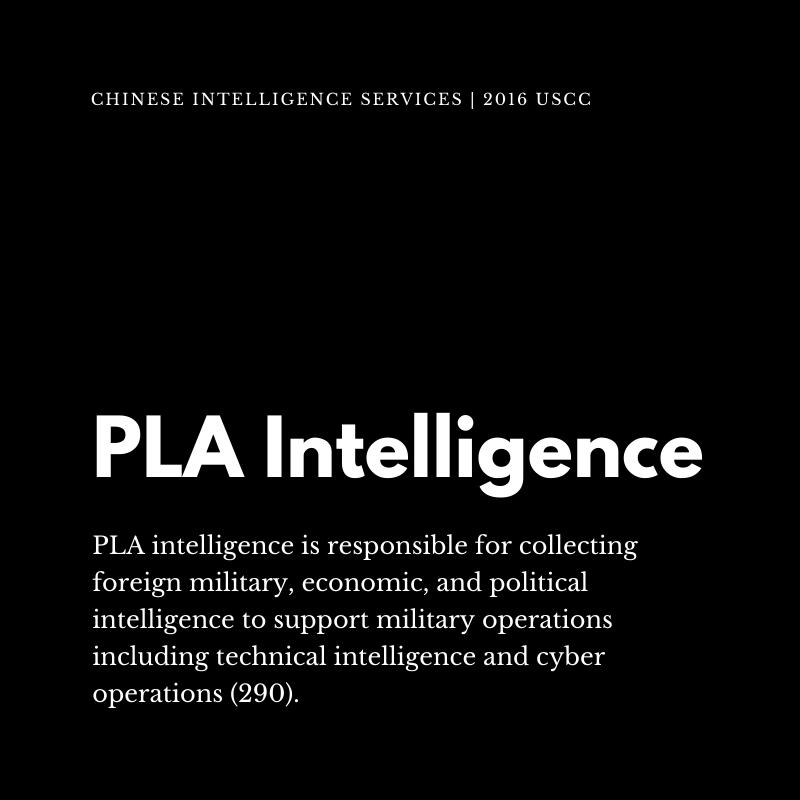 CHINESE INTELLIGENCE SERVICES | 2016 USCC
PLA Intelligence
PLA intelligence is responsible for collecting
foreign military, economic, and political
intelligence to support military operations
including technical intelligence and cyber
operations (290).